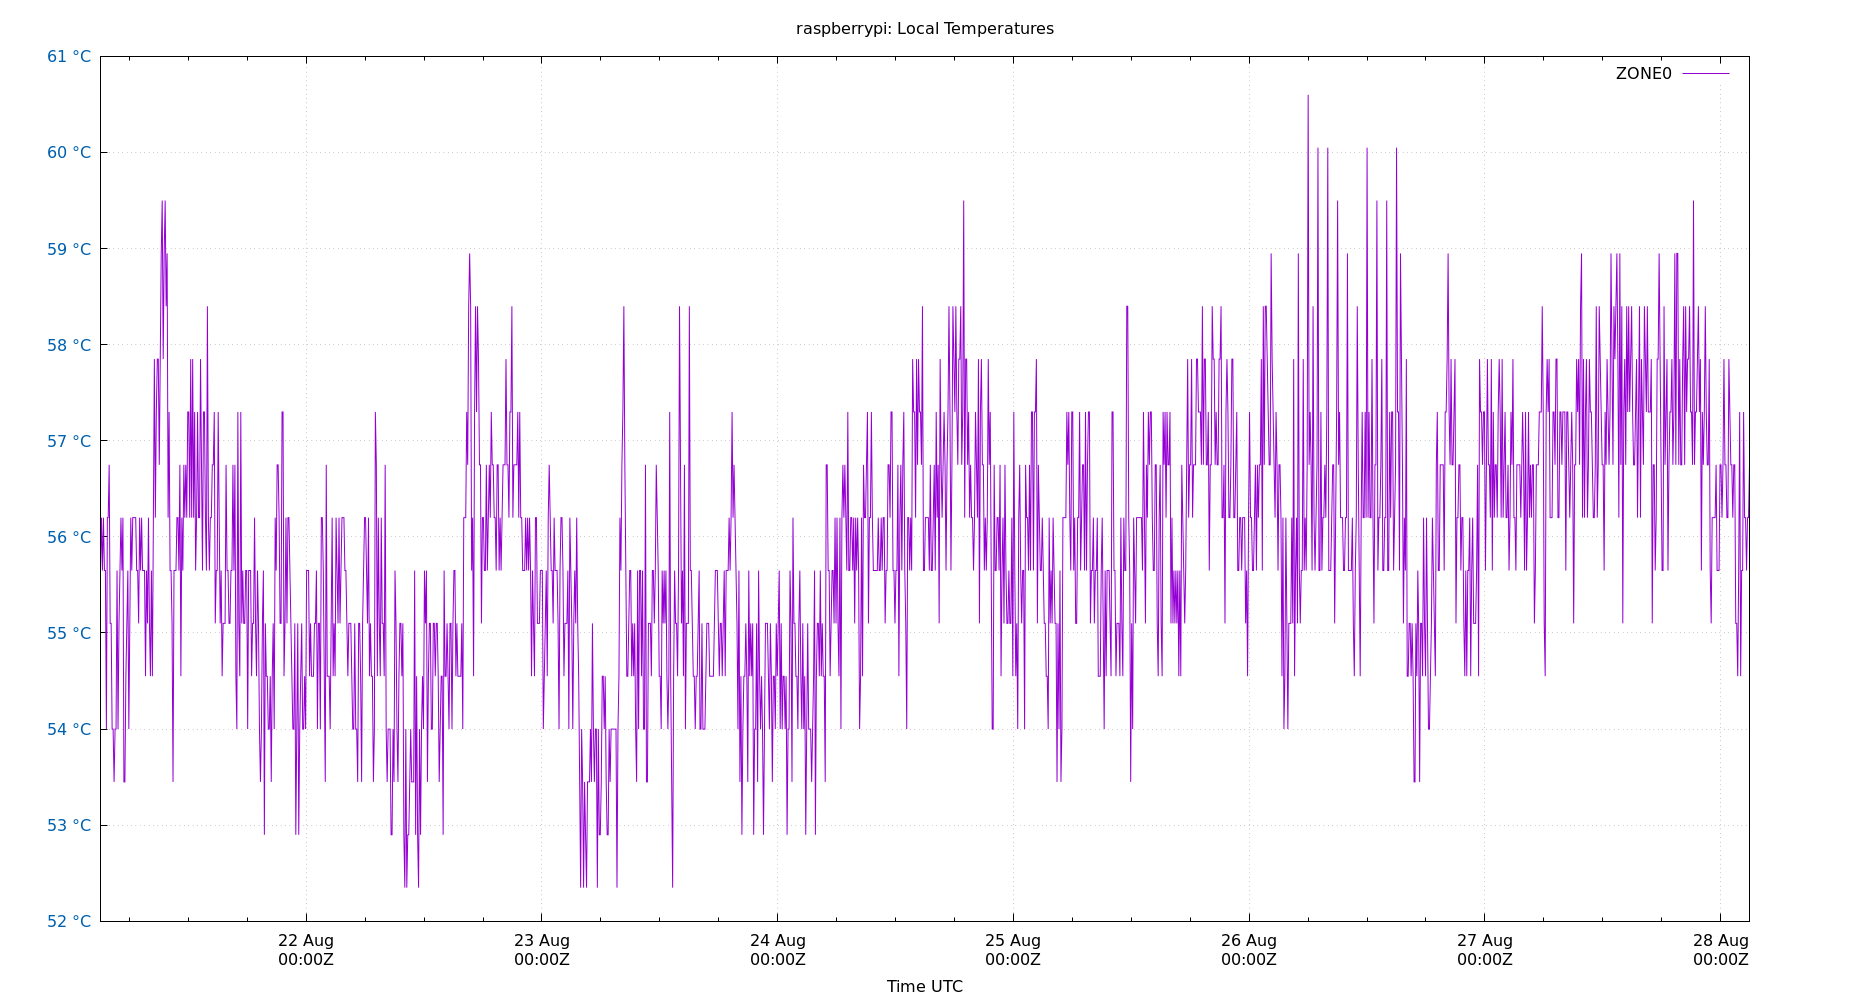 raspberrypi: Local Temperatures
61 °C
ZONE0
60 °C
59 °C
58 °C
57 °C
56 °C
55 °C
54 °C
53 °C
52 °C
22 Aug 23 Aug 24 Aug 25 Aug 26 Aug 27 Aug 28 Aug
00:00Z 00:00Z 00:00Z 00:00Z 00:00Z 00:00Z 00:00Z
Time UTC